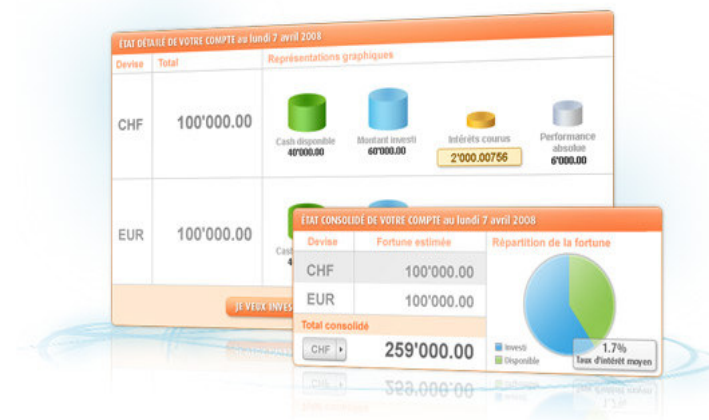 ÉTAT DÉTAILÉ DE VOTRE COMPTE au lundi 7 avril 2008
Devise Total Représentations graphiques
CHF 100'000.00
Cash disponible
40'000.00
Montant investi
60'000.00
Intérêts courus
2'000.00756
Performance
absolue
6'000.00
EUR 100'000.00
JE VEUX
ÉTAT CONSOLIDÉ DE VOTRE COMPTE au lundi 7 avril 2008
Devise Fortune estimée Répartition de la fortune
CHF 100'000.00
EUR 100'000.00
Total consolidé
CHF 259'000.00
Investi
Disponible
1.7%
Taux d'intérêt moyen